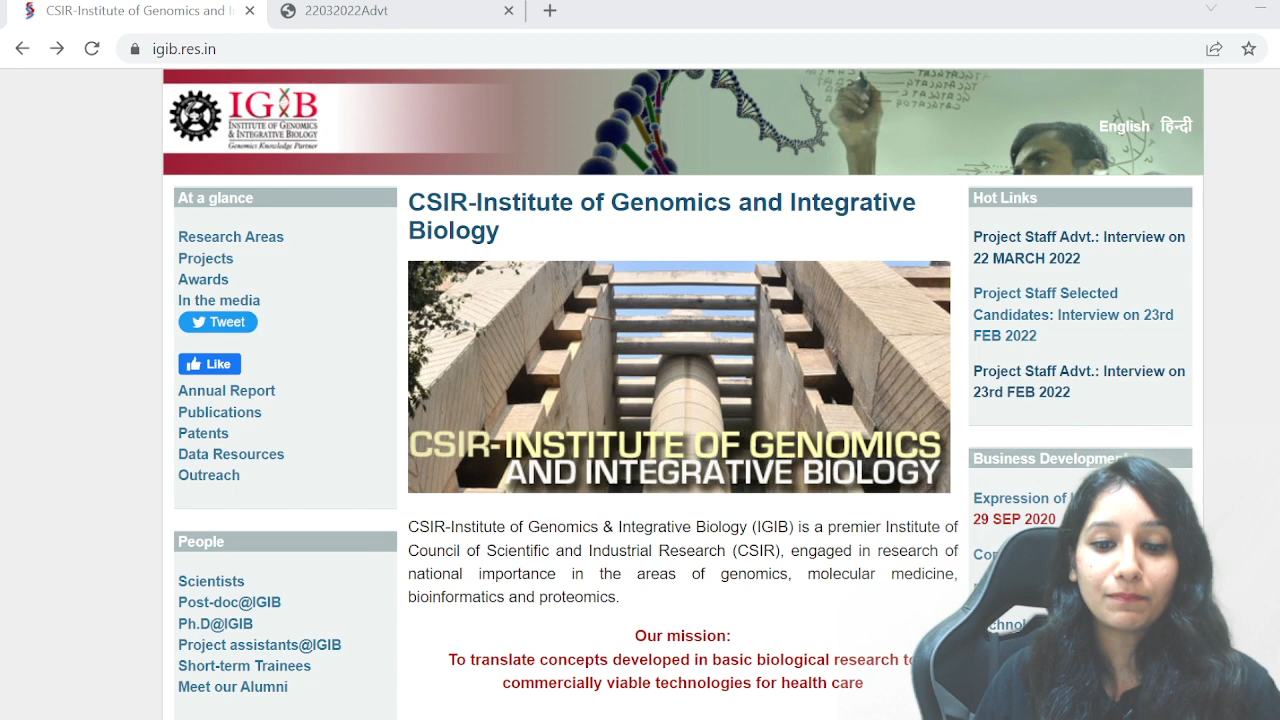 CSIR-Institute of Genomics and I
22032022Advt
igib.res.in
IGIB
INSTITUTE OF GENOMICS
& INTEGRATIVE BIOLOGY
Genomics Knowledge Partner
English हिन्दी
At a glance
Research Areas
Projects
Awards
In the media
Tweet
Like
Annual Report
Publications
Patents
Data Resources
Outreach
People
Scientists
Post-doc@IGIB
Ph.D@IGIB
Project assistants@IGIB
Short-term Trainees
Meet our Alumni
CSIR-Institute of Genomics and Integrative
Biology
CSIR-INSTITUTE OF GENOMICS
AND INTEGRATIVE BIOLOGY
CSIR-Institute of Genomics & Integrative Biology (IGIB) is a premier Institute of
Council of Scientific and Industrial Research (CSIR), engaged in research of
national importance in the areas of genomics, molecular medicine,
bioinformatics and proteomics.
Our mission:
To translate concepts developed in basic biological research to
commercially viable technologies for health care
Hot Links
Project Staff Advt.: Interview on
22 MARCH 2022
Project Staff Selected
Candidates: Interview on 23rd
FEB 2022
Project Staff Advt.: Interview on
23rd FEB 2022
Business Development
Expression of
29 SEP 2020